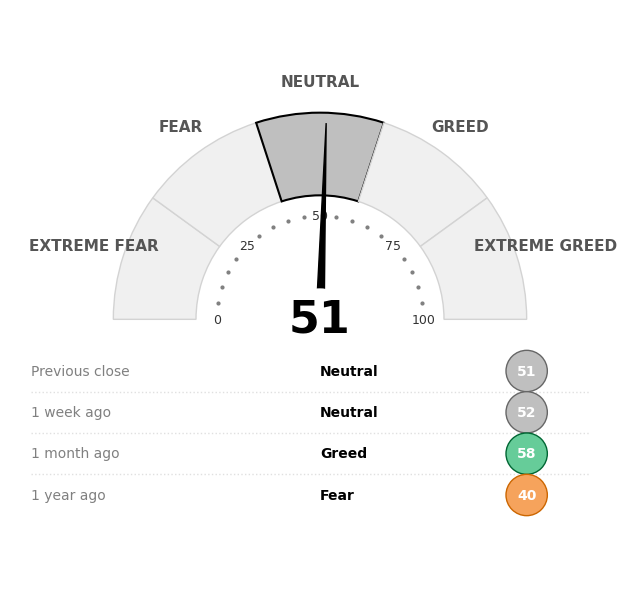 NEUTRAL
FEAR
GREED
EXTREME FEAR
EXTREME GREED
50
25
75
0
100
51
Previous close Neutral 51
1 week ago Neutral 52
1 month ago Greed 58
1 year ago Fear 40